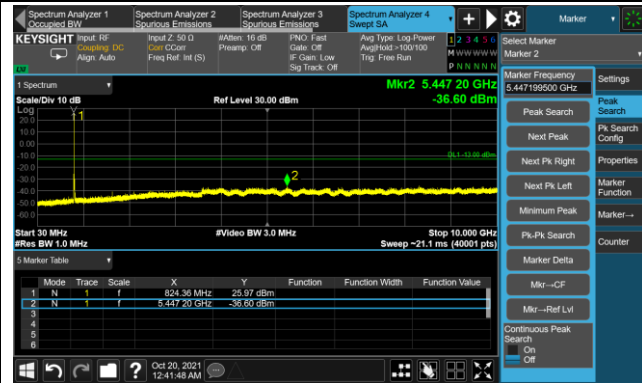 Spectrum Analyzer 1
Occupied BW
Spectrum Analyzer 2
Spurious Emissions
Spectrum Analyzer 3
Spurious Emissions
Spectrum Analyzer 4
Swept SA
Marker
KEYSIGHT
Input: RF
Coupling: DC
Align: Auto
Input Z: 50 Ω
Corr CCorr
Freq Ref: Int (S)
#Atten: 16 dB
Preamp: Off
PNO: Fast
Gate: Off
IF Gain: Low
Sig Track: Off
Avg Type: Log-Power
Avg|Hold:>100/100
Trig: Free Run
1 2 3 4 5 6
M W W W W W
P N N N N N
Select Marker
Marker 2
1 Spectrum
Mkr2 5.447 20 GHz
Scale/Div 10 dB
Ref Level 30.00 dBm
-36.60 dBm
Log
20.0
10.0
0.00
-10.0
-20.0
-30.0
-40.0
-50.0
-60.0
1
2
DL1 -13.00 dBm
Start 30 MHz
#Video BW 3.0 MHz
Stop 10.000 GHz
#Res BW 1.0 MHz
Sweep ~21.1 ms (40001 pts)
5 Marker Table
Mode Trace Scale X Y Function Function Width Function Value
1 N 1 f 824.36 MHz 25.97 dBm
2 N 1 f 5.447 20 GHz -36.60 dBm
3
4
5
6
Marker Frequency
5.447199500 GHz
Peak Search
Next Peak
Next Pk Right
Next Pk Left
Minimum Peak
Pk-Pk Search
Marker Delta
Mkr→CF
Mkr→Ref Lvl
Continuous Peak
Search
On
Off
Settings
Peak
Search
Pk Search
Config
Properties
Marker
Function
Marker→
Counter
?
Oct 20, 2021
12:41:48 AM